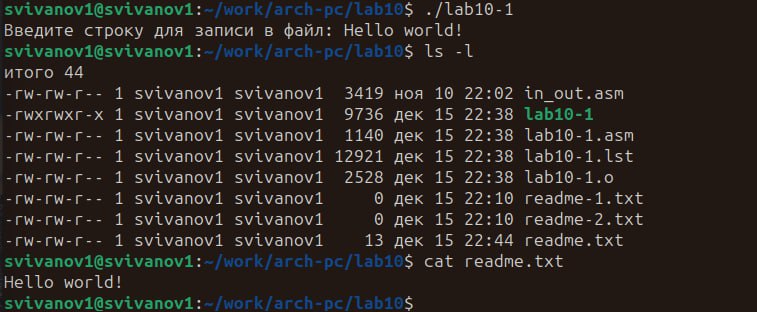 svivanov1@svivanov1:~/work/arch-pc/lab10$ ./lab10-1
Введите строку для записи в файл: Hello world!
svivanov1@svivanov1:~/work/arch-pc/lab10$ ls -l
итого 44
-rw-rw-r-- 1 svivanov1 svivanov1  3419 ноя 10 22:02 in_out.asm
-rwxrwxr-x 1 svivanov1 svivanov1  9736 дек 15 22:38 lab10-1
-rw-rw-r-- 1 svivanov1 svivanov1  1140 дек 15 22:38 lab10-1.asm
-rw-rw-r-- 1 svivanov1 svivanov1 12921 дек 15 22:38 lab10-1.lst
-rw-rw-r-- 1 svivanov1 svivanov1  2528 дек 15 22:38 lab10-1.o
-rw-rw-r-- 1 svivanov1 svivanov1     0 дек 15 22:10 readme-1.txt
-rw-rw-r-- 1 svivanov1 svivanov1     0 дек 15 22:10 readme-2.txt
-rw-rw-r-- 1 svivanov1 svivanov1    13 дек 15 22:44 readme.txt
svivanov1@svivanov1:~/work/arch-pc/lab10$ cat readme.txt
Hello world!
svivanov1@svivanov1:~/work/arch-pc/lab10$